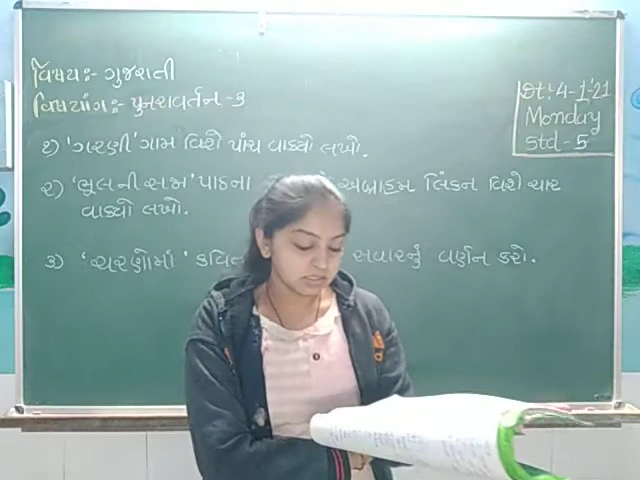 વિષય:- ગુજરાતી
વિષયાંગ:- પુનરાવર્તન -૩
Dt:4-1'21
Monday
Std-5
૧) 'ગરણી' ગામ વિશે પાંચ વાક્યો લખો.
૨) 'ભૂલની સજા' પાઠના અબ્રાહમ લિંકન વિશે ચાર
વાક્યો લખો.
૩) 'ચરણોમાં' સવારનું વર્ણન કરો.